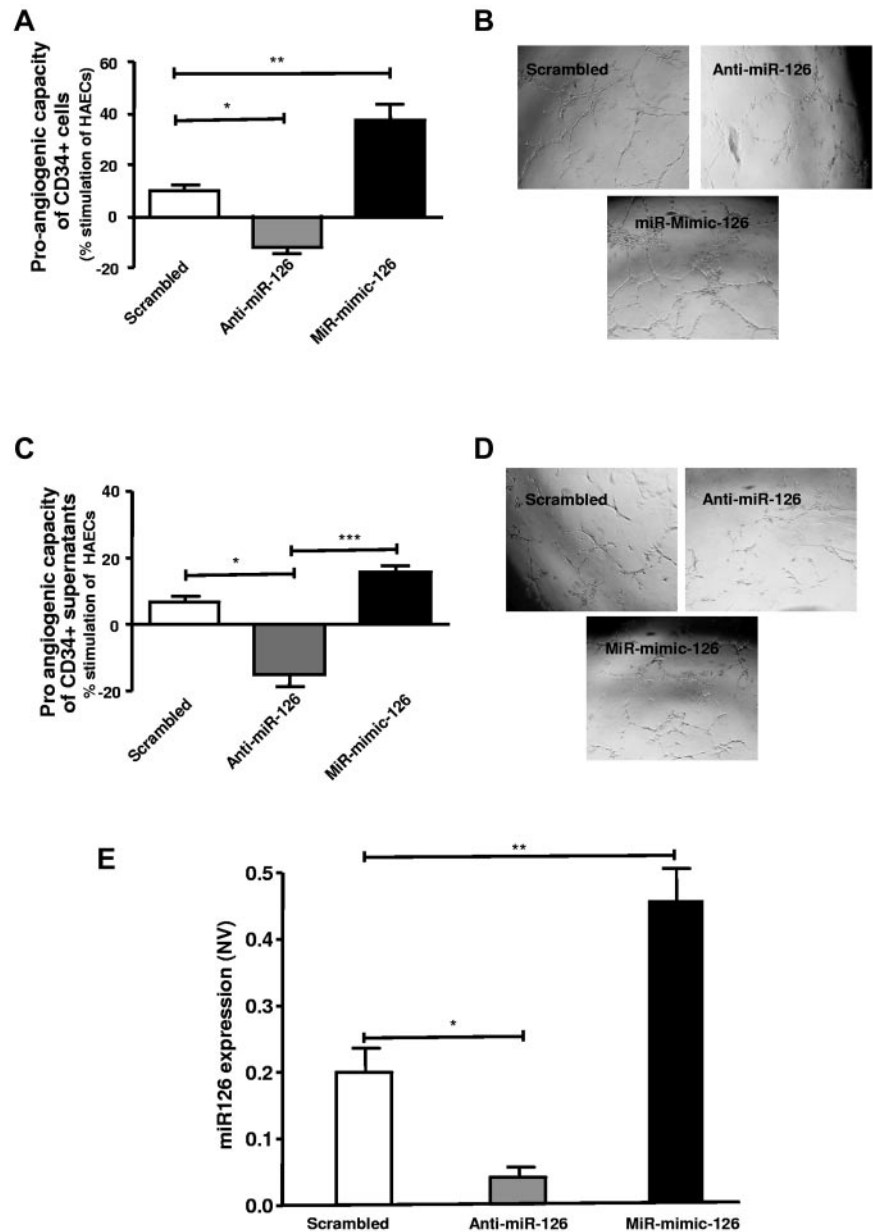 A
Pro-angiogenic capacity
of CD34+ cells
(% stimulation of HAECs)
60
40
20
0
-20
**
*
Scrambled
Anti-miR-126
MiR-mimic-126
B
Scrambled
Anti-miR-126
miR-Mimic-126
C
Pro angiogenic capacity
of CD34+ supernatants
% stimulation of HAECs
40
20
0
-20
*
***
Scrambled
Anti-miR-126
MiR-mimic-126
D
Scrambled
Anti-miR-126
MiR-mimic-126
E
miR126 expression (NV)
0.5
0.4
0.3
0.2
0.1
0.0
**
*
Scrambled
Anti-miR-126
MiR-mimic-126